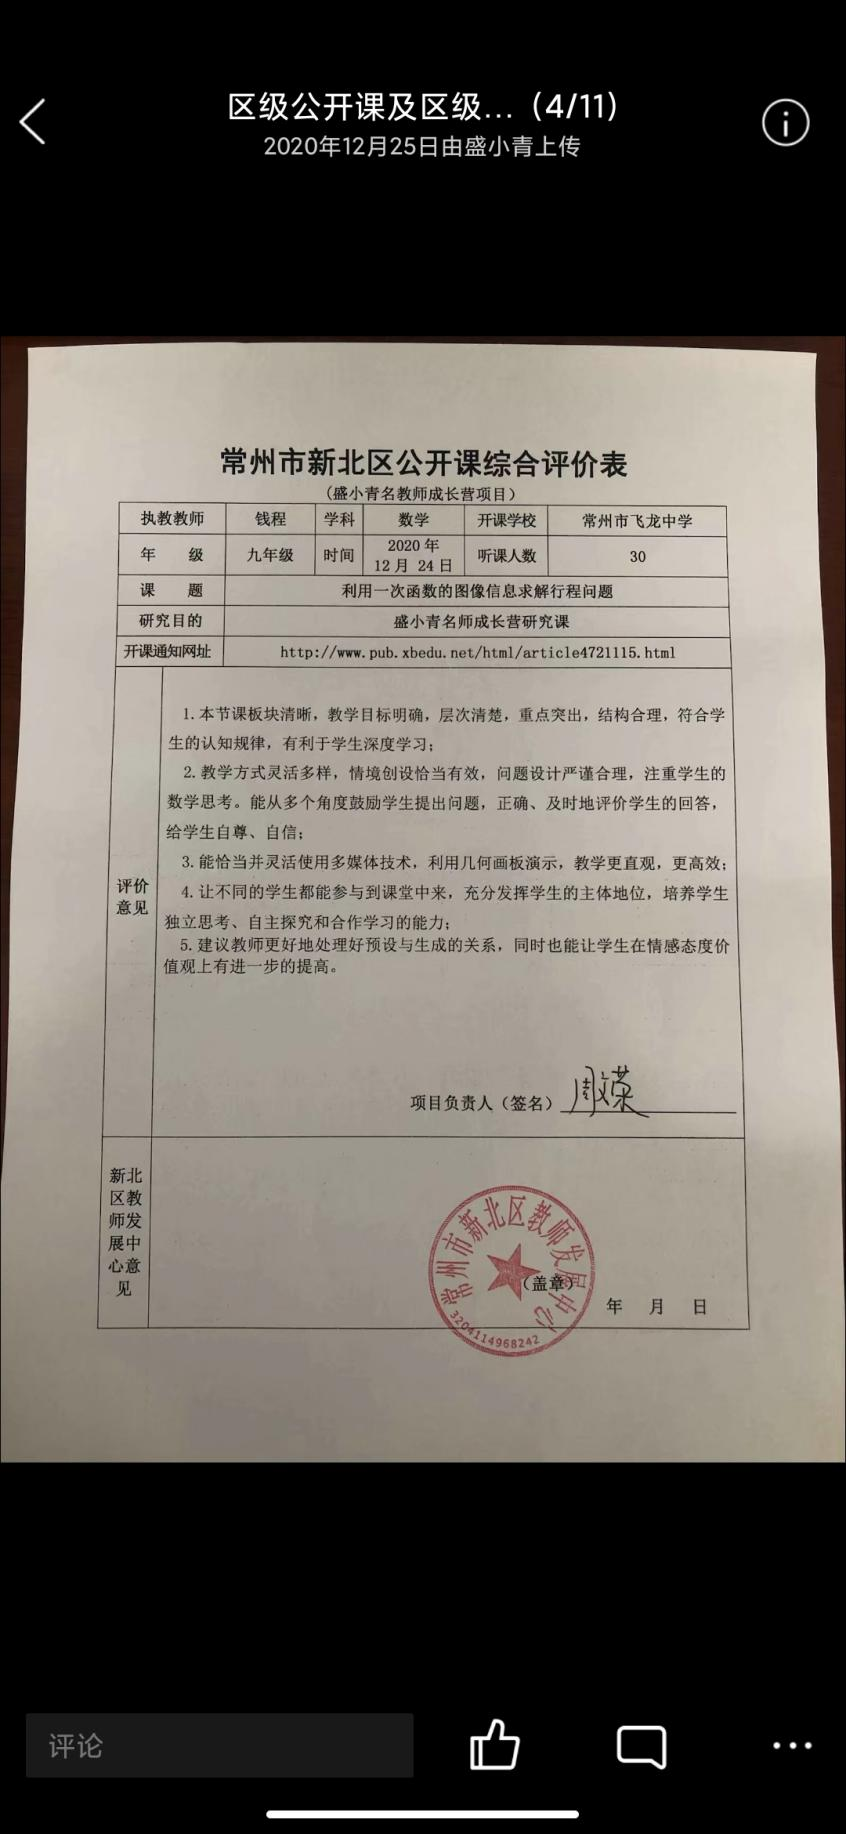 区级公开课及区级...（4/11）
2020年12月25日由盛小青上传
常州市新北区公开课综合评价表
（盛小青名教师成长营项目）
执教教师 钱程 学科 数学 开课学校 常州市飞龙中学
年 级 九年级 时间 2020 年 12 月 24 日 听课人数 30
课 题 利用一次函数的图像信息求解行程问题
研究目的 盛小青名师成长营研究课
开课通知网址 http://www.pub.xbedu.net/html/article4721115.html
评价意见
1.本节课板块清晰，教学目标明确，层次清楚，重点突出，结构合理，符合学
生的认知规律，有利于学生深度学习；
2.教学方式灵活多样，情境创设恰当有效，问题设计严谨合理，注重学生的
数学思考。能从多个角度鼓励学生提出问题，正确、及时地评价学生的回答，
给学生自尊、自信；
3.能恰当并灵活使用多媒体技术，利用几何画板演示，教学更直观，更高效；
4.让不同的学生都能参与到课堂中来，充分发挥学生的主体地位，培养学生
独立思考、自主探究和合作学习的能力；
5.建议教师更好地处理好预设与生成的关系，同时也能让学生在情感态度价
值观上有进一步的提高。
项目负责人（签名） 周文荣
新北区教师发展中心意见
常州市新北区教师发展中心
（盖章）
3204114968242
年 月 日
评论